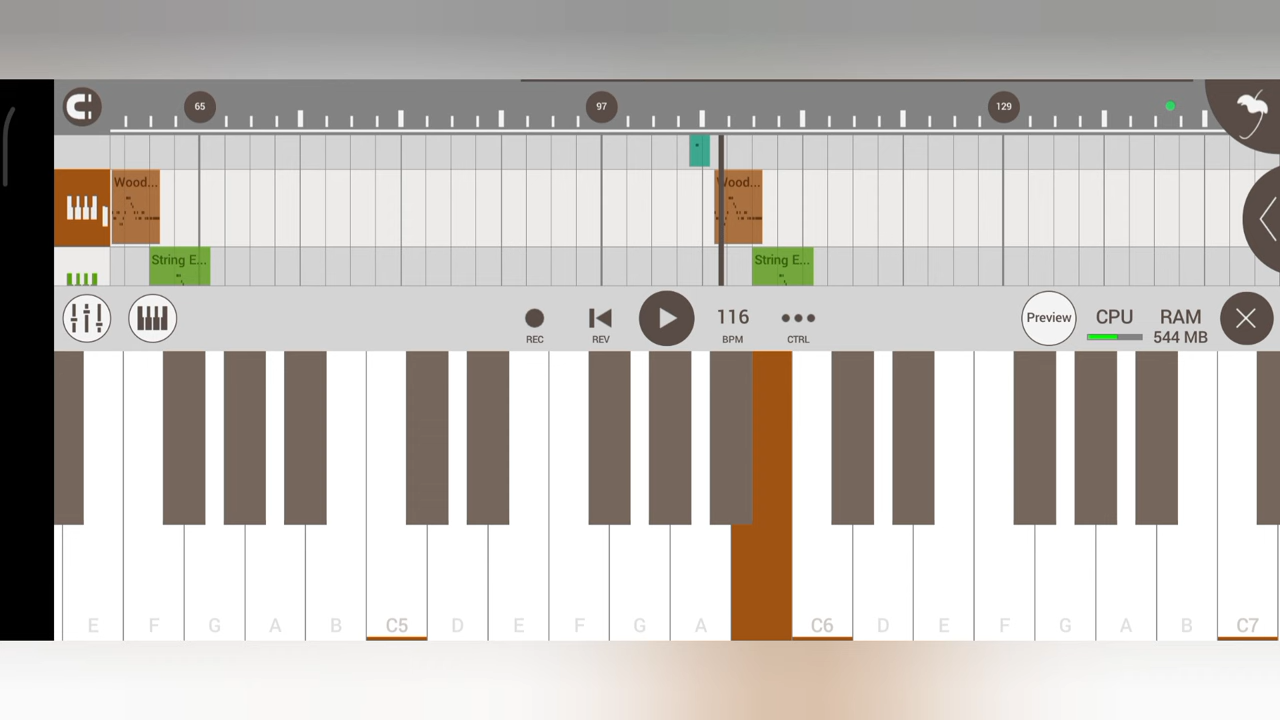 65 97 129
Wood... Wood...
String E... String E...
REC REV 116 BPM CTRL Preview CPU RAM 544 MB
E F G A B C5 D E F G A C6 D E F G A B C7